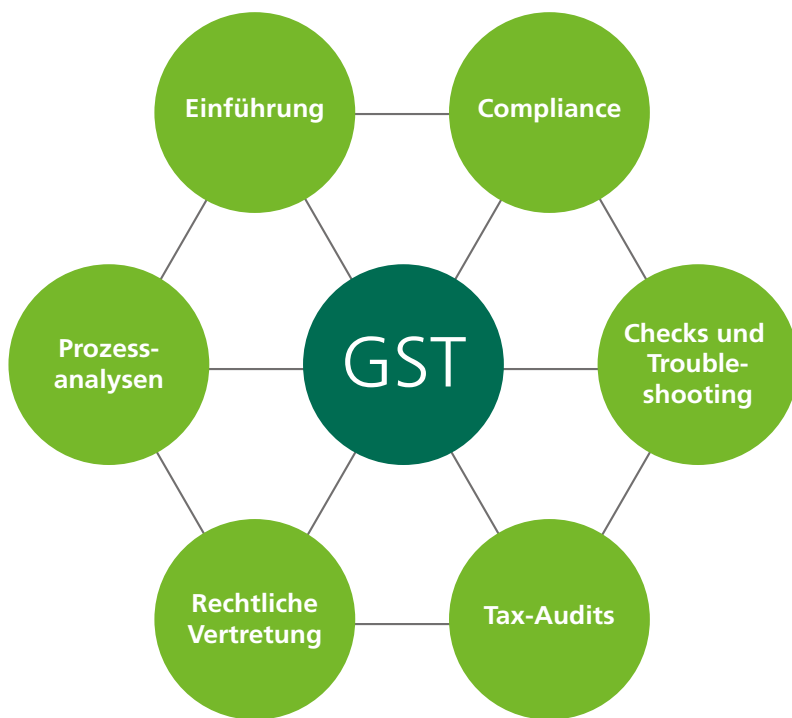 Einführung
Compliance
Prozess-
analysen
GST
Checks und
Trouble-
shooting
Rechtliche
Vertretung
Tax-Audits